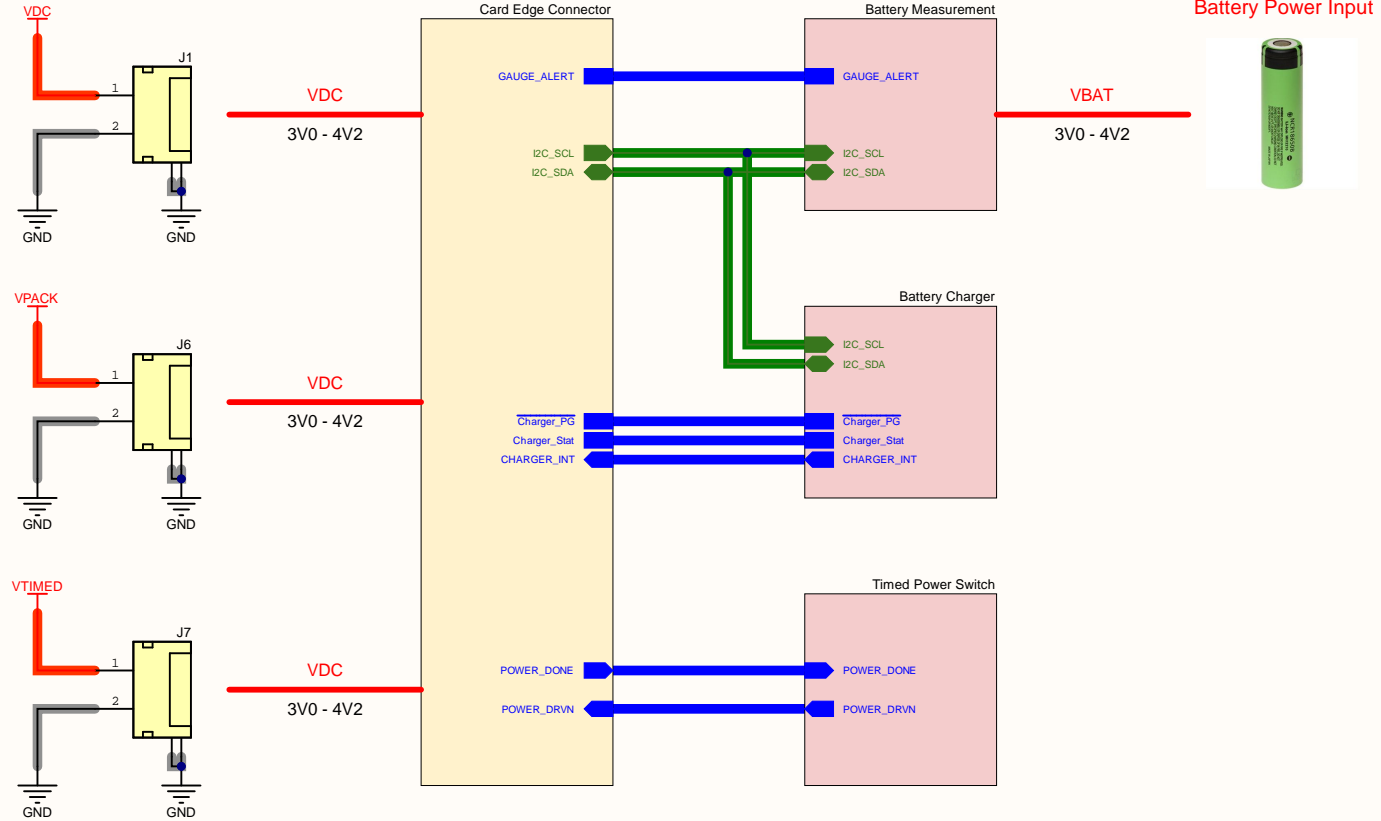 VDC
Card Edge Connector
Battery Measurement
Battery Power Input
J1
1
2
GND
GND
VDC
3V0 - 4V2
GAUGE_ALERT
GAUGE_ALERT
I2C_SCL
I2C_SCL
I2C_SDA
I2C_SDA
VBAT
3V0 - 4V2
NCR18650B
VPACK
J6
1
2
GND
GND
VDC
3V0 - 4V2
Battery Charger
I2C_SCL
I2C_SDA
Charger_PG
Charger_PG
Charger_Stat
Charger_Stat
CHARGER_INT
CHARGER_INT
VTIMED
J7
1
2
GND
GND
VDC
3V0 - 4V2
Timed Power Switch
POWER_DONE
POWER_DONE
POWER_DRVN
POWER_DRVN